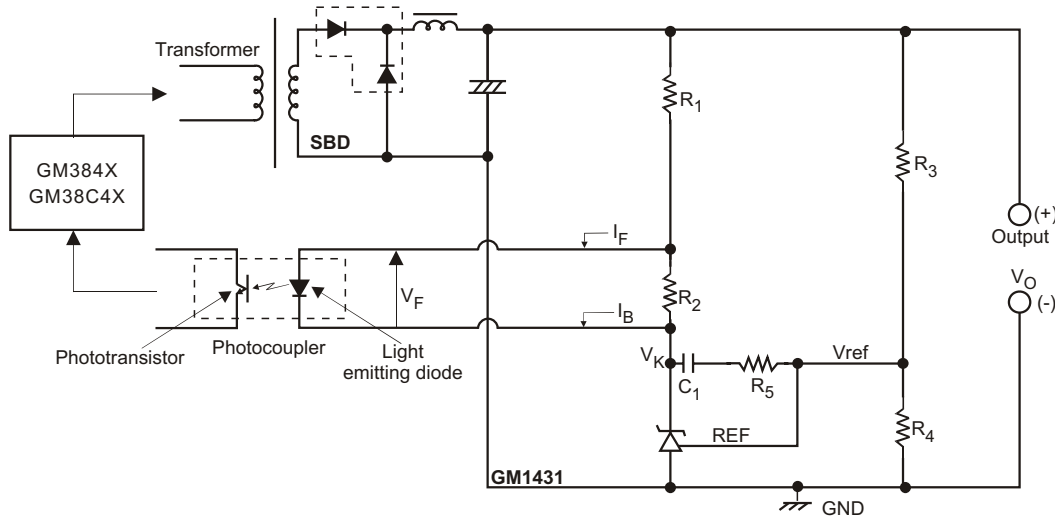 Transformer
SBD
R1
GM384X
GM38C4X
R3
(+)
Output
IF
VF
R2
VO
(-)
IB
Phototransistor
Photocoupler
Light
emitting diode
VK
C1
R5
Vref
REF
R4
GM1431
GND